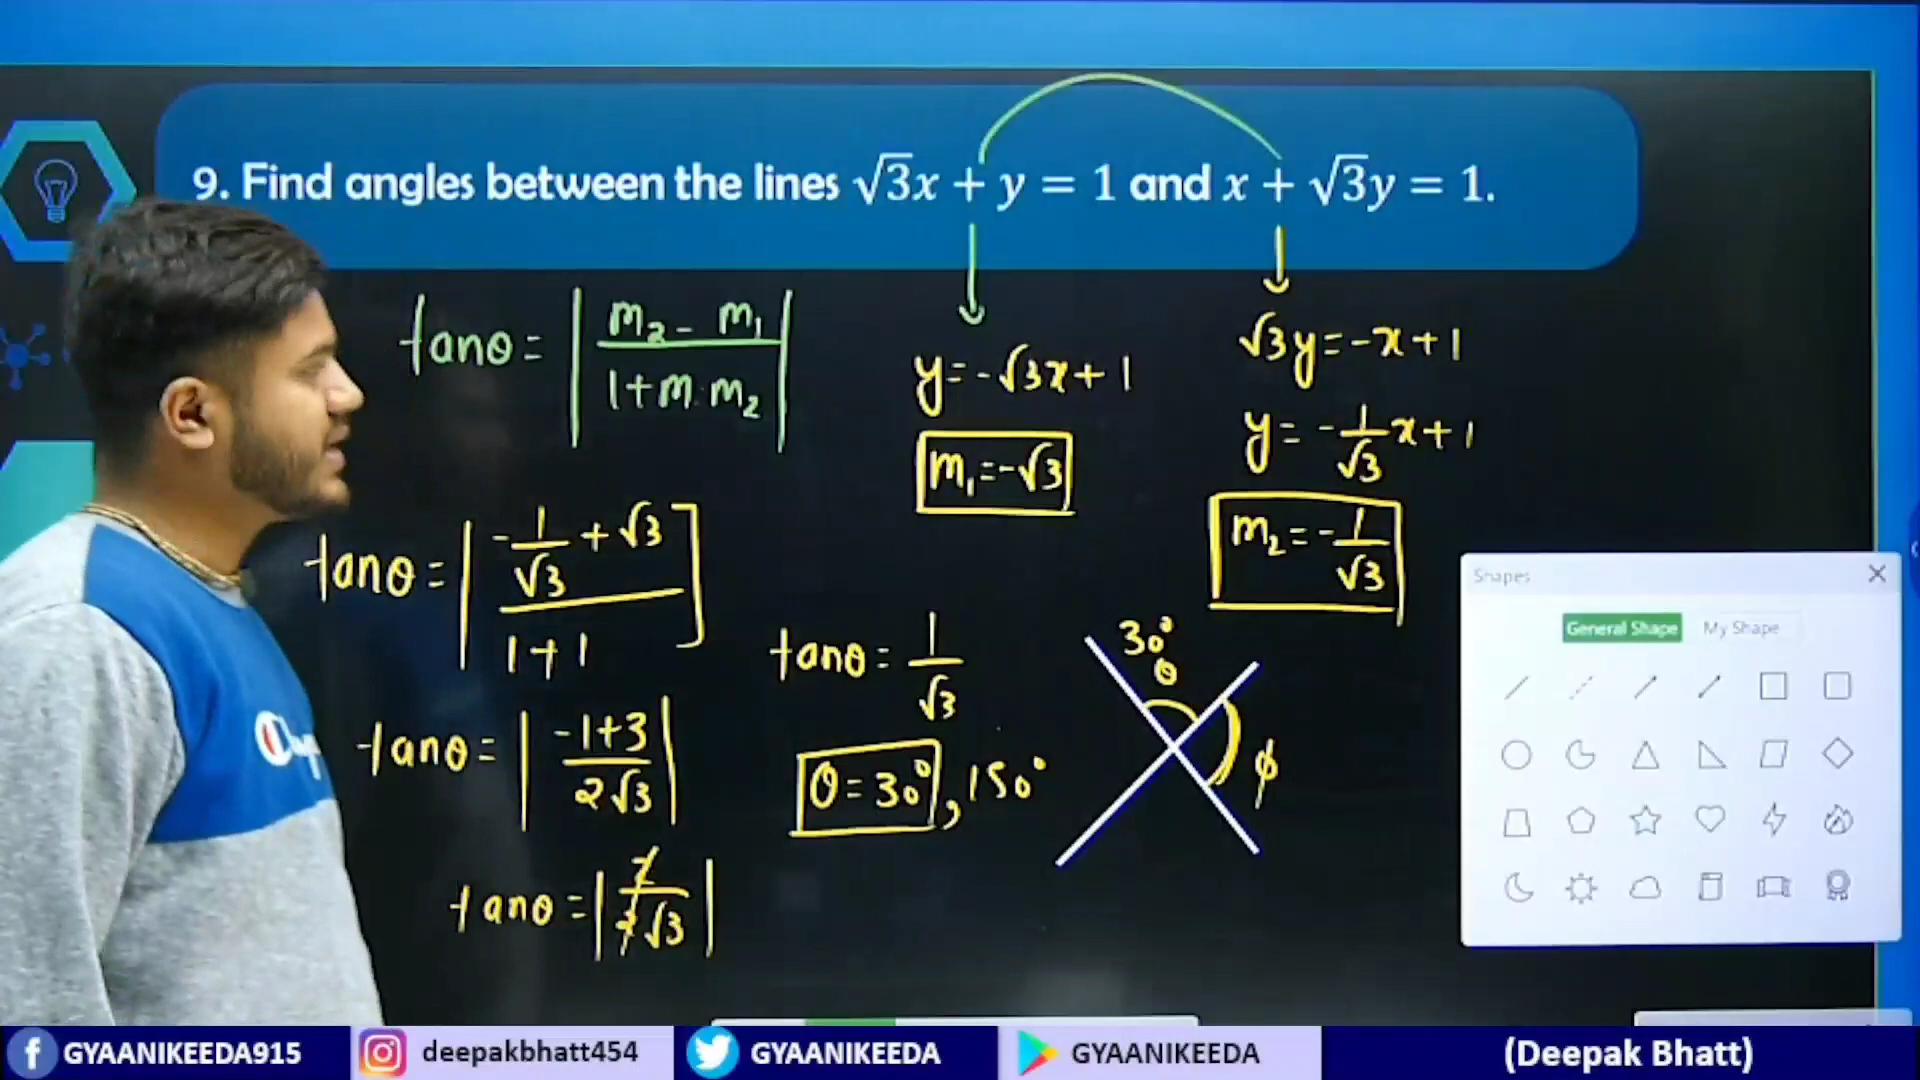 9. Find angles between the lines √3x + y = 1 and x + √3y = 1.
tanθ = | m₂ - m₁ / 1+m₁m₂ |
y = -√3x + 1
m₁ = -√3
√3y = -x + 1
y = -1/√3 x + 1
m₂ = -1/√3
tanθ = | -1/√3 + √3 / 1+1 ]
tanθ = | -1+3 / 2√3 |
tanθ = | 2 / 2√3 |
tanθ = 1/√3
θ = 30°, 150°
30°
θ
φ
Shapes
General Shape My Shape
GYAANIKEEDA915 deepakbhatt454 GYAANIKEEDA GYAANIKEEDA (Deepak Bhatt)